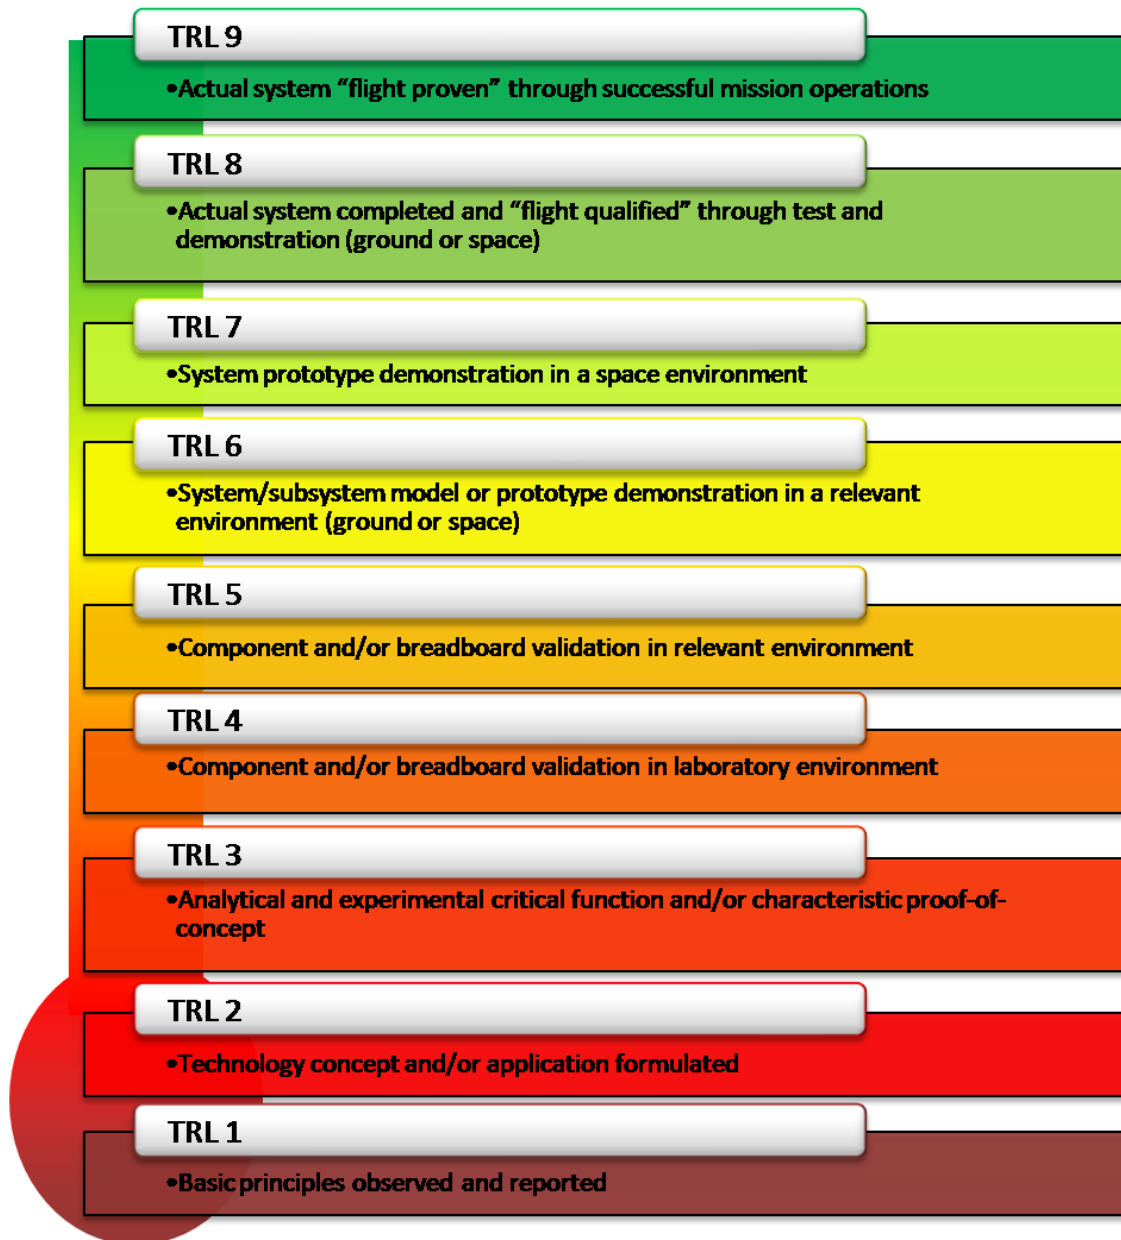 TRL 9
•Actual system “flight proven” through successful mission operations
TRL 8
•Actual system completed and “flight qualified” through test and
demonstration (ground or space)
TRL 7
•System prototype demonstration in a space environment
TRL 6
•System/subsystem model or prototype demonstration in a relevant
environment (ground or space)
TRL 5
•Component and/or breadboard validation in relevant environment
TRL 4
•Component and/or breadboard validation in laboratory environment
TRL 3
•Analytical and experimental critical function and/or characteristic proof-of-
concept
TRL 2
•Technology concept and/or application formulated
TRL 1
•Basic principles observed and reported